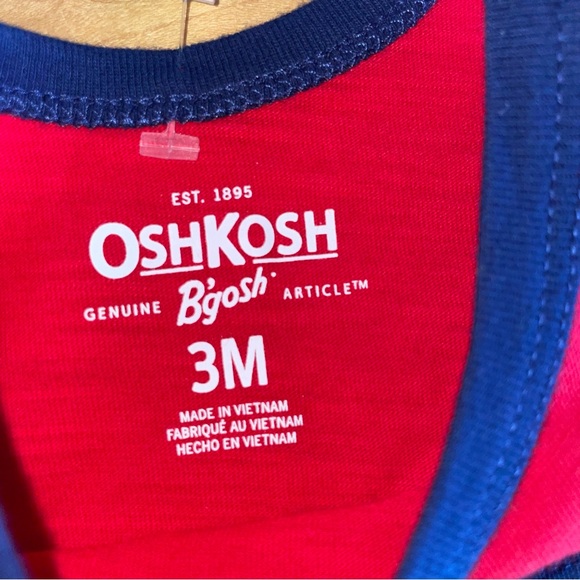 EST. 1895
OSHKOSH
GENUINE B'gosh ARTICLE™
3M
MADE IN VIETNAM
FABRIQUÉ AU VIETNAM
HECHO EN VIETNAM